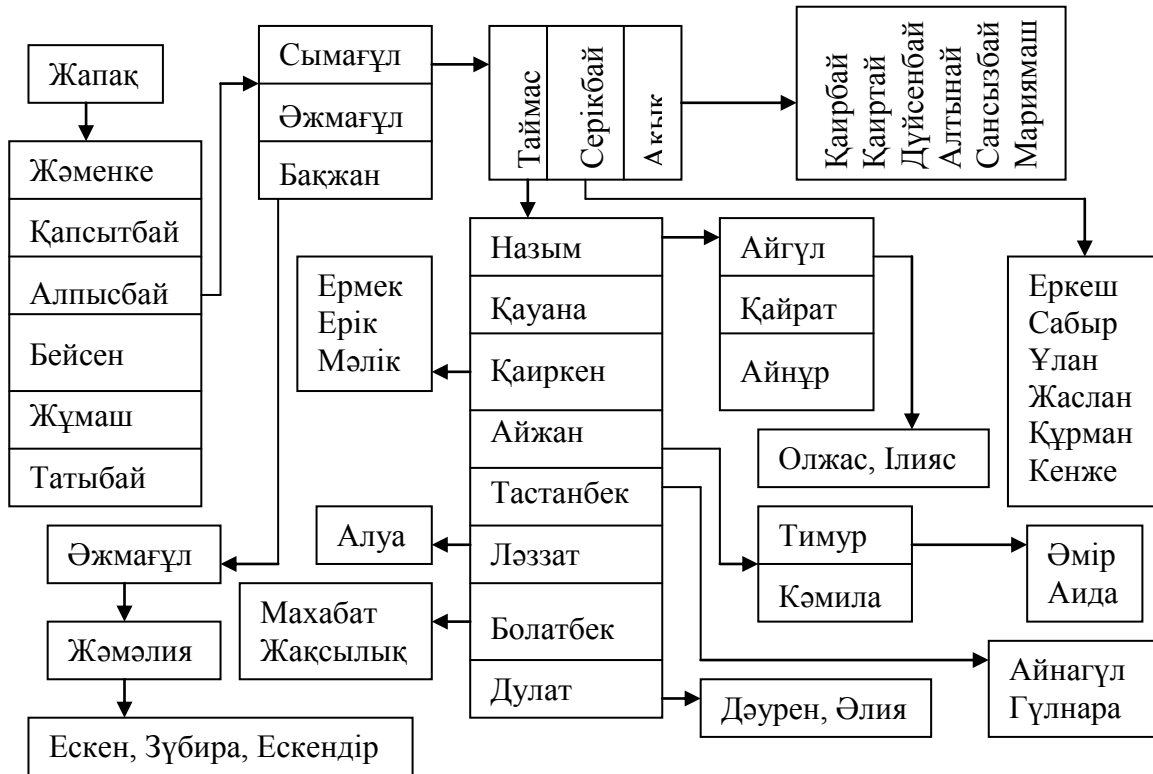 Жапақ
Жәменке
Қапсытбай
Алпысбай
Бейсен
Жұмаш
Татыбай
Сымағұл
Әжмағұл
Бақжан
Таймас
Серікбай
Ақық
Қаирбай
Қаиртай
Дүйсенбай
Алтынай
Сансызбай
Мариямаш
Назым
Қауана
Қаиркен
Айжан
Тастанбек
Ләззат
Болатбек
Дулат
Ермек
Ерік
Мәлік
Айгүл
Қайрат
Айнұр
Еркеш
Сабыр
Ұлан
Жаслан
Құрман
Кенже
Олжас, Ілияс
Алуа
Тимур
Кәмила
Әмір
Аида
Әжмағұл
Жәмәлия
Ескен, Зүбира, Ескендір
Махабат
Жақсылық
Дәурен, Әлия
Айнагүл
Гүлнара